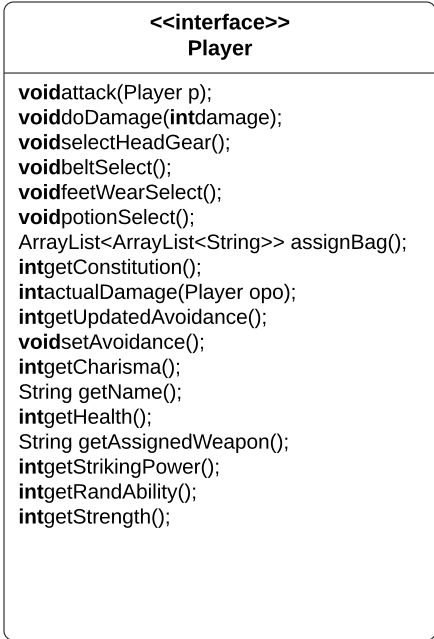 <<interface>>
Player
voidattack(Player p);
voiddoDamage(intdamage);
voidselectHeadGear();
voidbeltSelect();
voidfeetWearSelect();
voidpotionSelect();
ArrayList<ArrayList<String>> assignBag();
intgetConstitution();
intactualDamage(Player opo);
intgetUpdatedAvoidance();
voidsetAvoidance();
intgetCharisma();
String getName();
intgetHealth();
String getAssignedWeapon();
intgetStrikingPower();
intgetRandAbility();
intgetStrength();